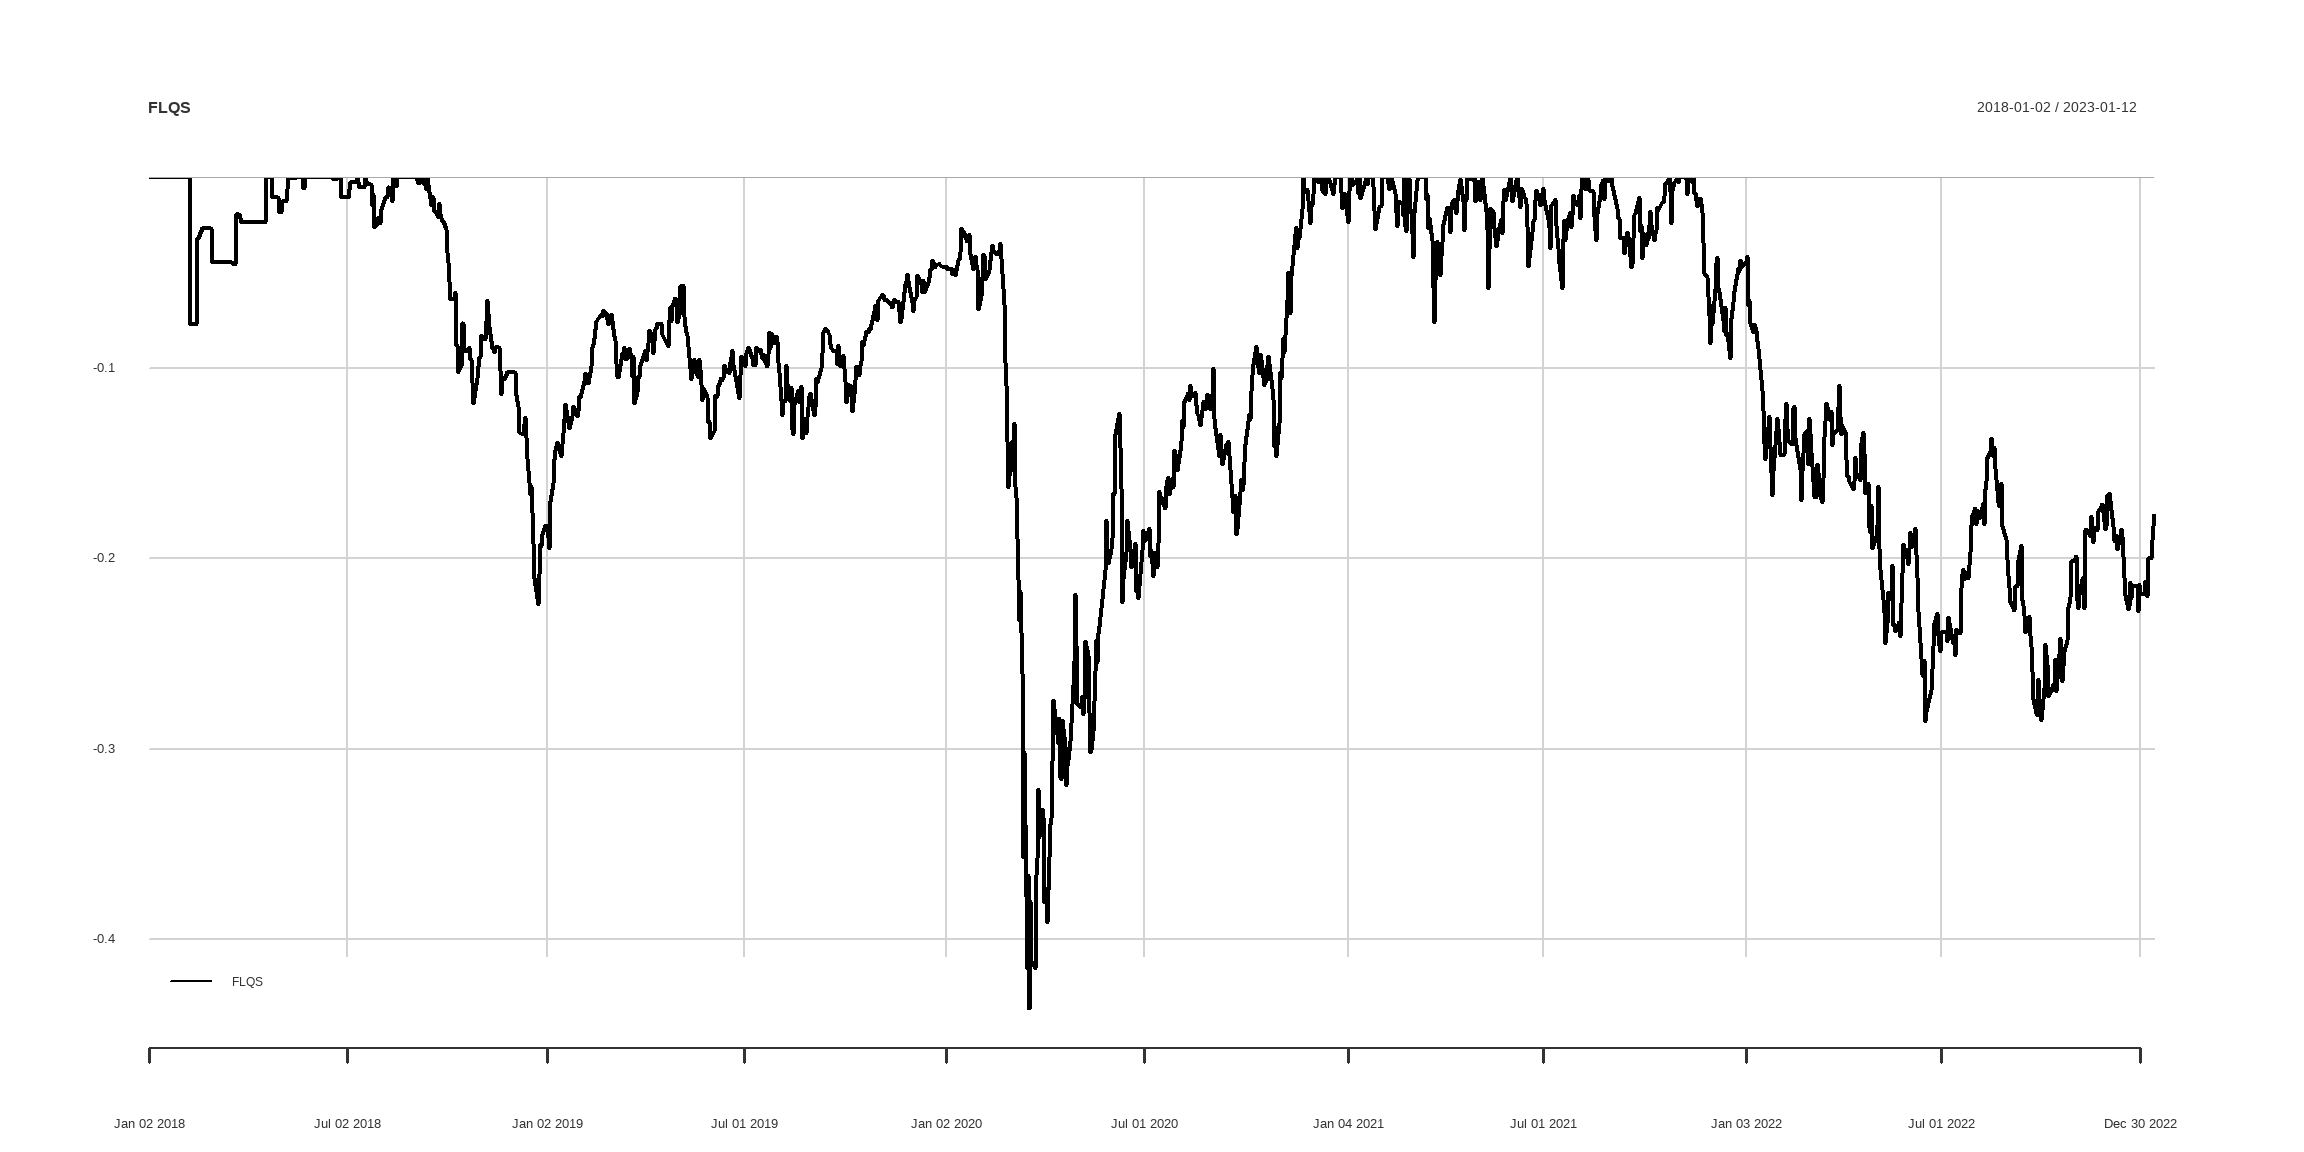 FLQS
2018-01-02 / 2023-01-12
-0.1
-0.2
-0.3
-0.4
FLQS
Jan 02 2018
Jul 02 2018
Jan 02 2019
Jul 01 2019
Jan 02 2020
Jul 01 2020
Jan 04 2021
Jul 01 2021
Jan 03 2022
Jul 01 2022
Dec 30 2022